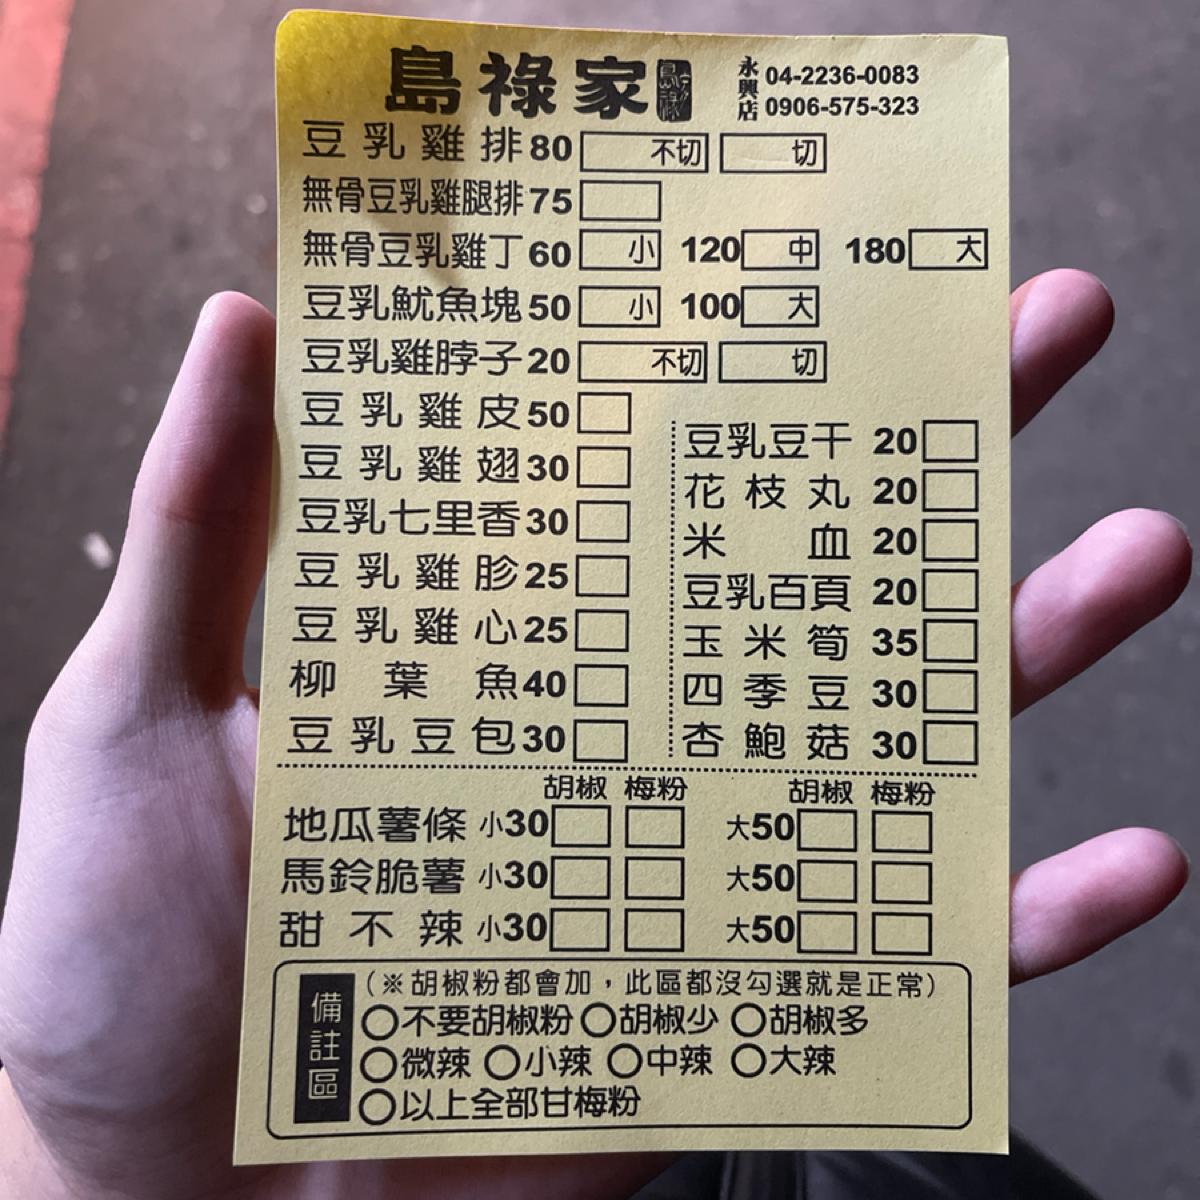 島祿家 永興店 04-2236-0083
0906-575-323
豆乳雞排80 不切 切
無骨豆乳雞腿排75
無骨豆乳雞丁60 小 120 中 180 大
豆乳魷魚塊50 小 100 大
豆乳雞脖子20 不切 切
豆乳雞皮50
豆乳雞翅30
豆乳七里香30
豆乳雞胗25
豆乳雞心25
柳葉魚40
豆乳豆包30
豆乳豆干 20
花枝丸 20
米血 20
豆乳百頁 20
玉米筍 35
四季豆 30
杏鮑菇 30
胡椒 梅粉 胡椒 梅粉
地瓜薯條 小30 大50
馬鈴脆薯 小30 大50
甜不辣 小30 大50
備註區
(※胡椒粉都會加,此區都沒勾選就是正常)
○不要胡椒粉 ○胡椒少 ○胡椒多
○微辣 ○小辣 ○中辣 ○大辣
○以上全部甘梅粉